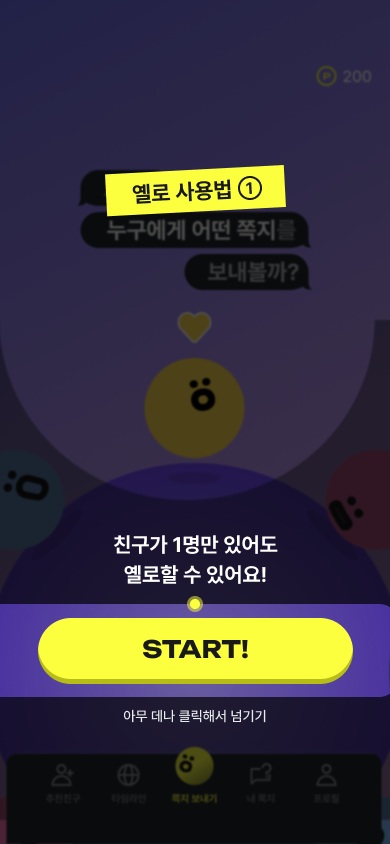 200
옐로 사용법 ①
누구에게 어떤 쪽지를
보내볼까?
친구가 1명만 있어도
옐로할 수 있어요!
START!
아무 데나 클릭해서 넘기기
추천친구
타임라인
쪽지 보내기
내 쪽지
프로필